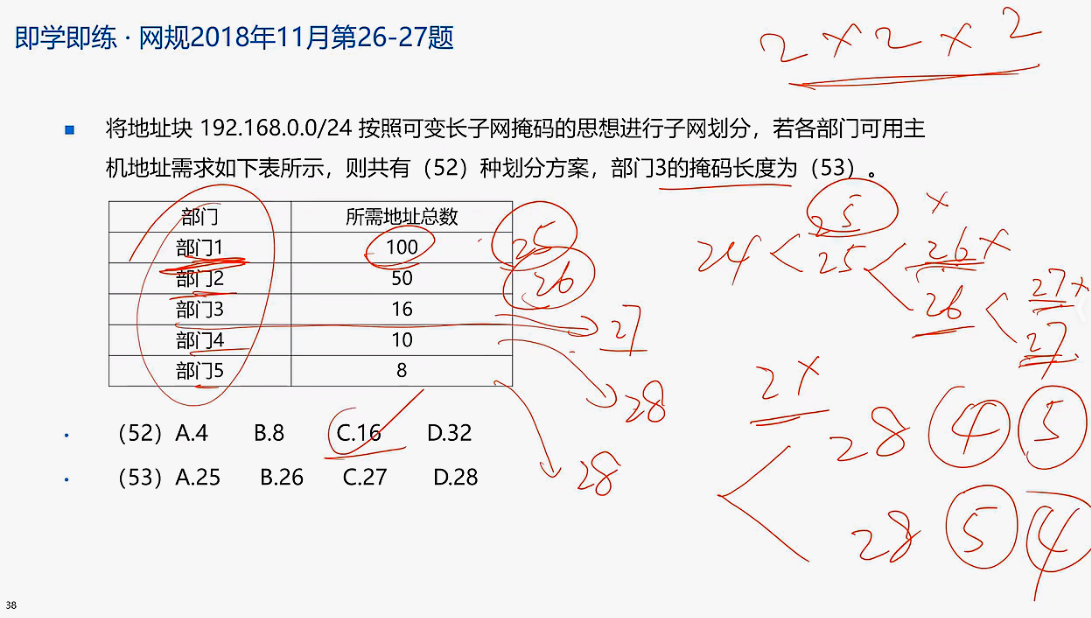 即学即练 · 网规2018年11月第26-27题
2 × 2 × 2
■ 将地址块 192.168.0.0/24 按照可变长子网掩码的思想进行子网划分，若各部门可用主
机地址需求如下表所示，则共有（52）种划分方案，部门3的掩码长度为（53）。
部门 所需地址总数
部门1 100 25
部门2 50 26
部门3 16 27
部门4 10 28
部门5 8 28
24 < 25 25 < 26 × 26 < 27 × 27
×
2 ×
28 4 5
28 5 4
· （52）A.4 B.8 C.16 D.32
· （53）A.25 B.26 C.27 D.28
38